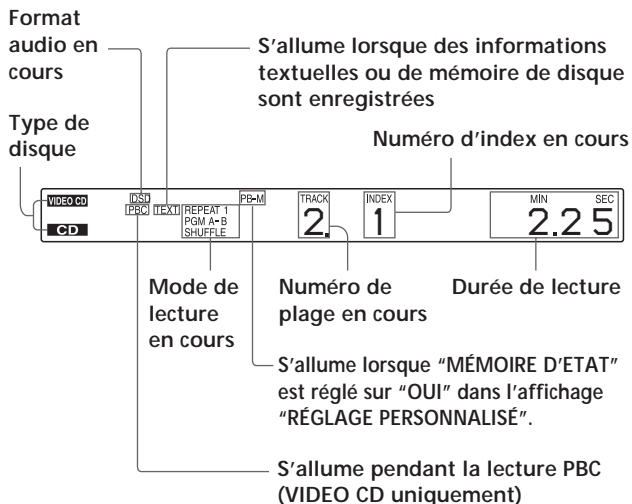 Format
audio en
cours
S'allume lorsque des informations
textuelles ou de mémoire de disque
sont enregistrées
Type de
disque
Numéro d'index en cours
VIDEO CD
CD
DSD
PBC TEXT
REPEAT 1
PGM A-B
SHUFFLE
PB-M
TRACK
2.
INDEX
1
MIN SEC
2.25
Mode de
lecture
en cours
Numéro de
plage en cours
Durée de lecture
S'allume lorsque “MÉMOIRE D'ETAT”
est réglé sur “OUI” dans l'affichage
“RÉGLAGE PERSONNALISÉ”.
S'allume pendant la lecture PBC
(VIDEO CD uniquement)